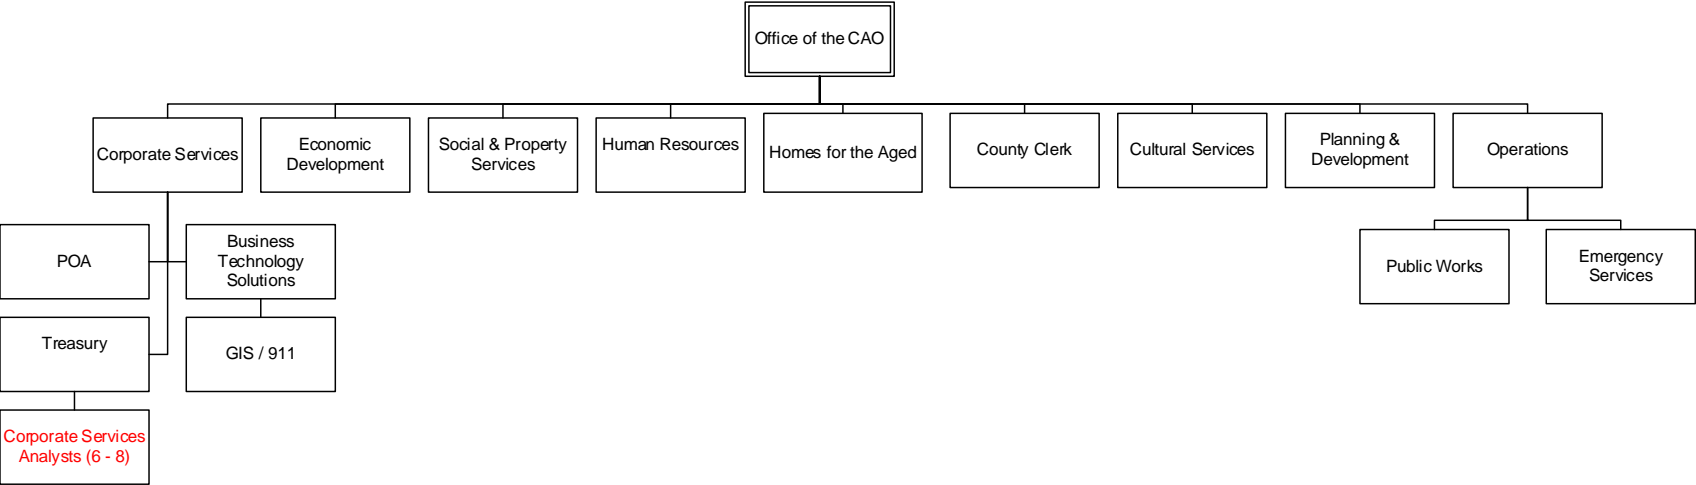 Office of the CAO
Corporate Services
Economic
Development
Social & Property
Services
Human Resources
Homes for the Aged
County Clerk
Cultural Services
Planning &
Development
Operations
POA
Business
Technology
Solutions
Public Works
Emergency
Services
Treasury
GIS / 911
Corporate Services
Analysts (6 - 8)